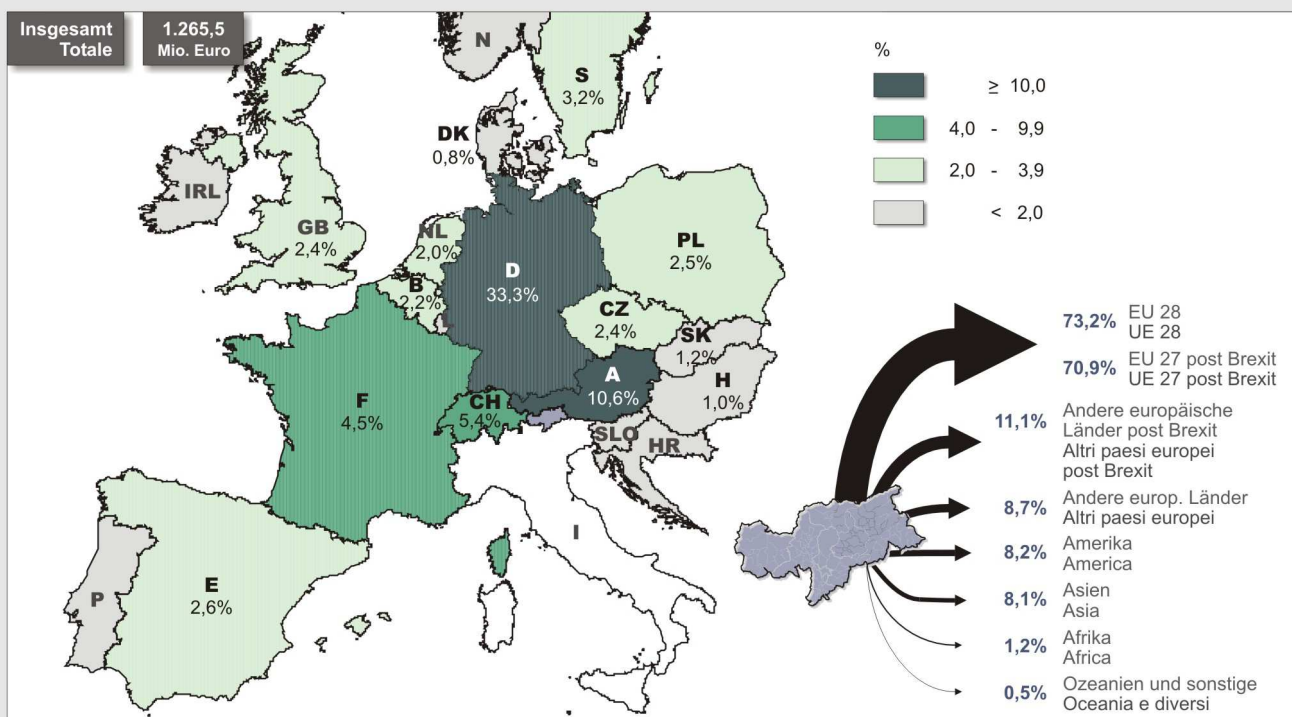 Insgesamt
Totale
1.265,5
Mio. Euro
N
S
3,2%
DK
0,8%
IRL
GB
2,4%
NL
2,0%
B
2,2%
D
33,3%
PL
2,5%
CZ
2,4%
SK
1,2%
A
10,6%
H
1,0%
F
4,5%
CH
5,4%
SLO
HR
I
P
E
2,6%
%
≥ 10,0
4,0 - 9,9
2,0 - 3,9
< 2,0
73,2% EU 28
UE 28
70,9% EU 27 post Brexit
UE 27 post Brexit
11,1% Andere europäische
Länder post Brexit
Altri paesi europei
post Brexit
8,7% Andere europ. Länder
Altri paesi europei
8,2% Amerika
America
8,1% Asien
Asia
1,2% Afrika
Africa
0,5% Ozeanien und sonstige
Oceania e diversi